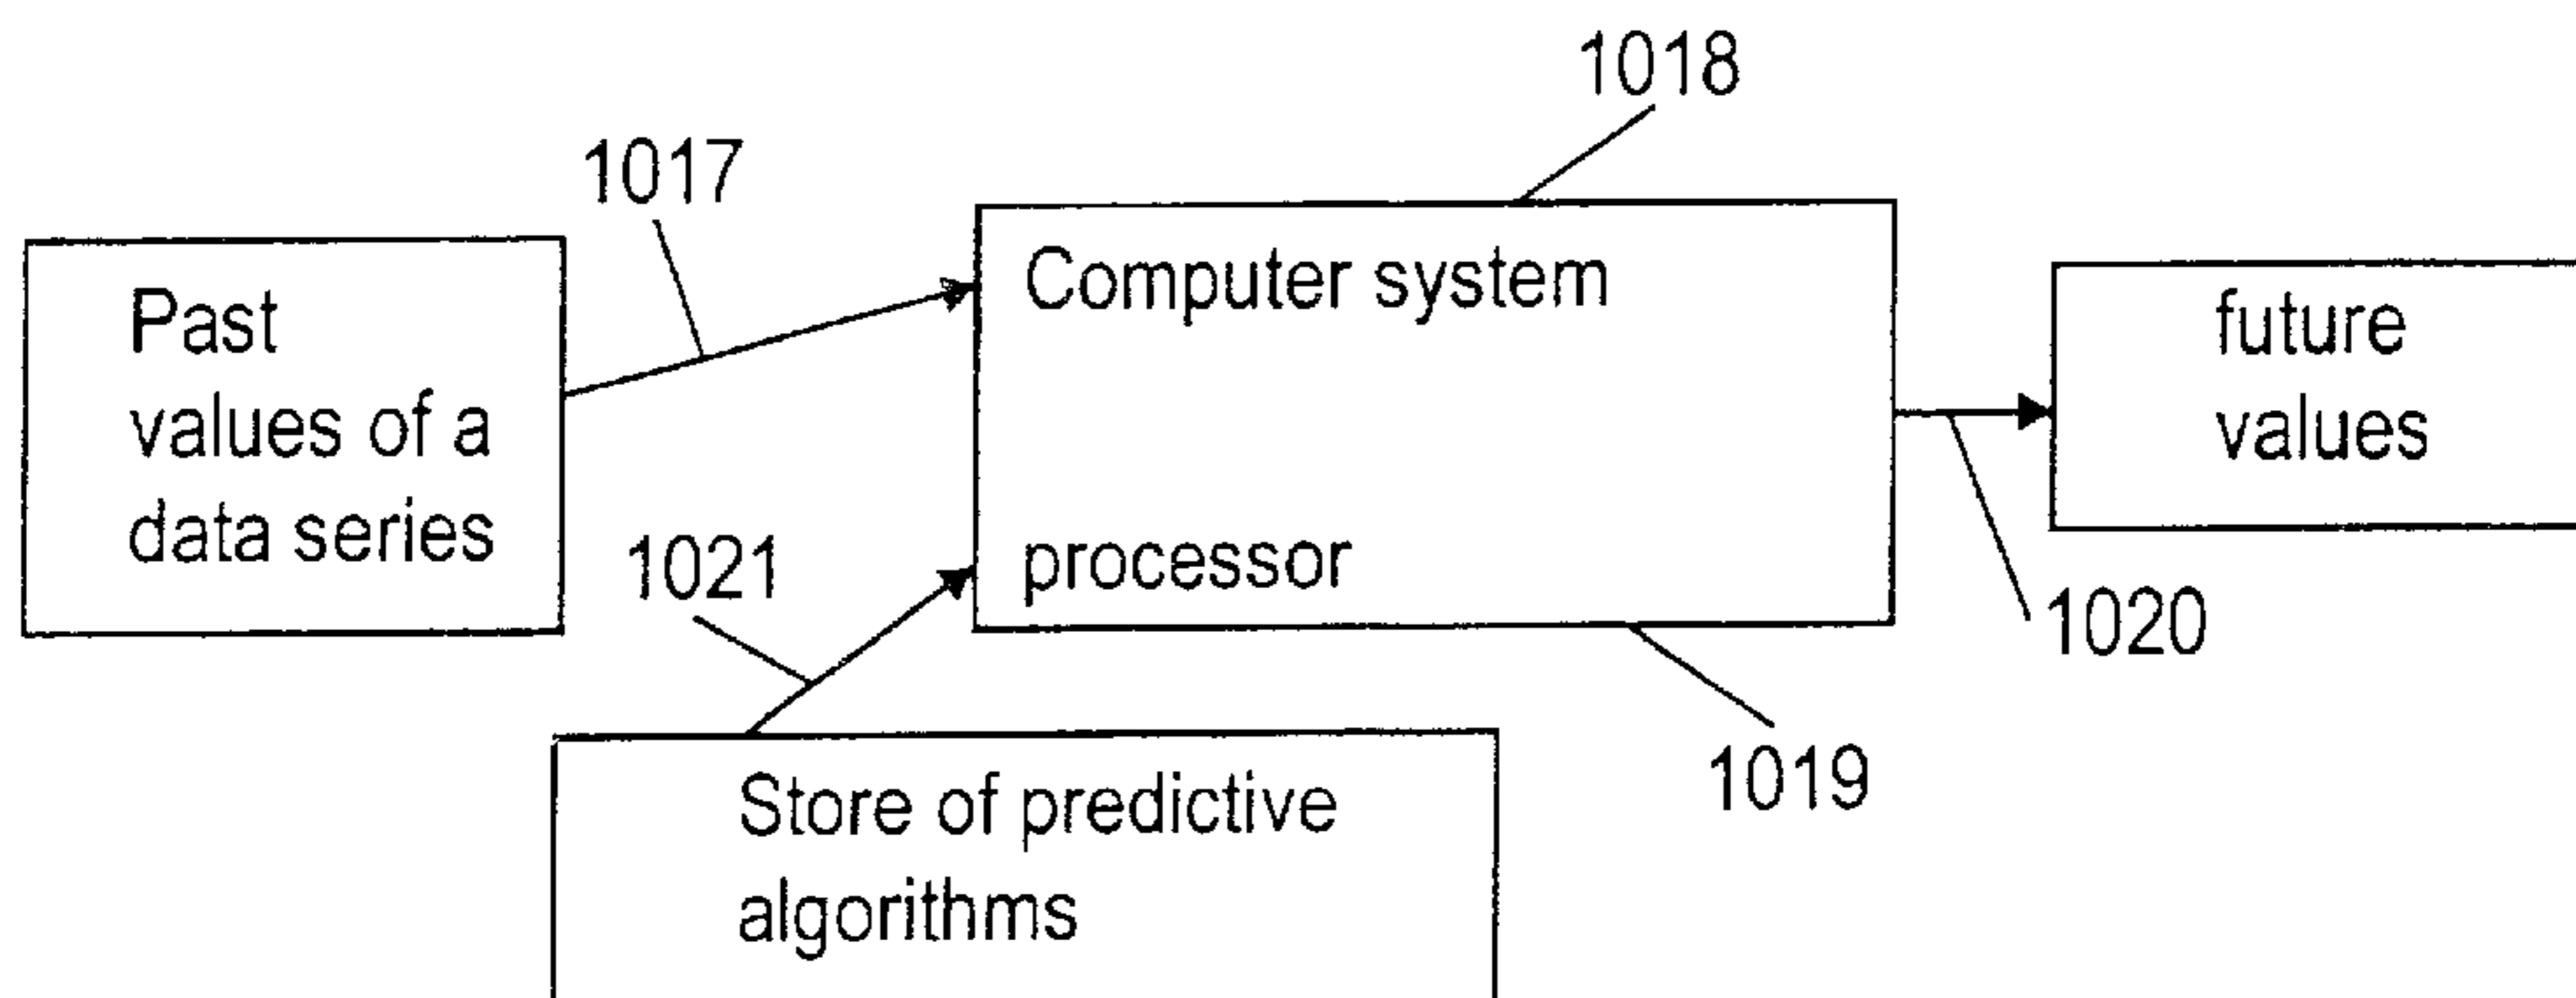 1018
1017
Past
values of a
data series
Computer system
processor
future
values
1021
1020
1019
Store of predictive
algorithms